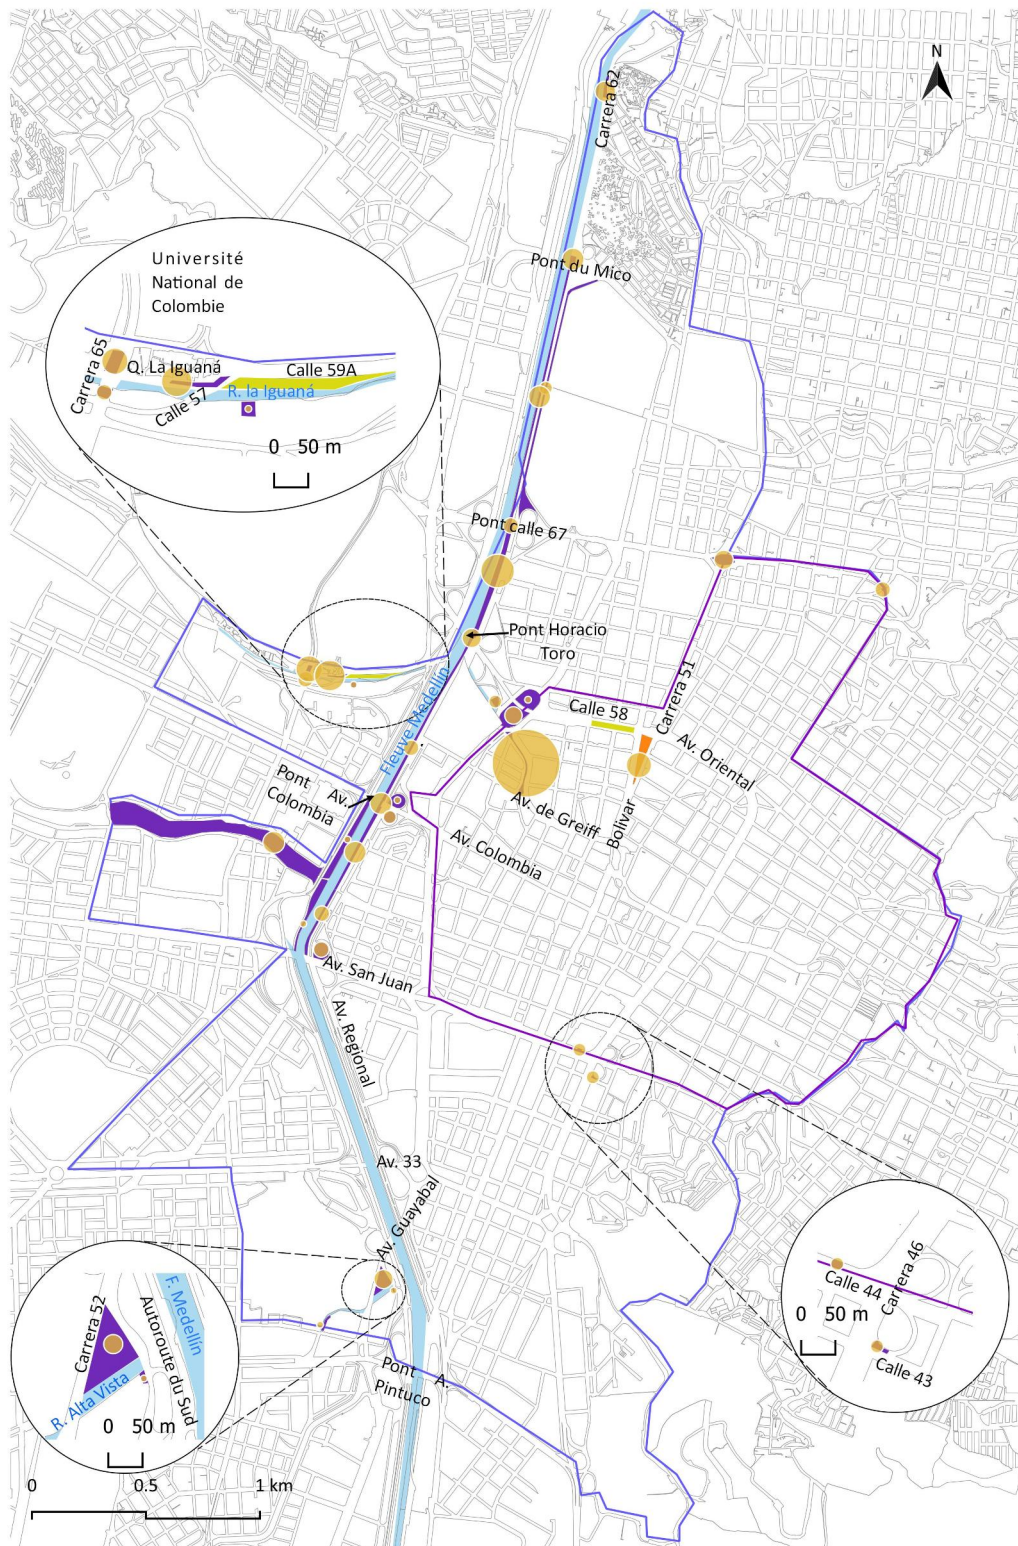 N
Carrera 62
Pont du Mico
Université
National de
Colombie
Carrera 65
Q. La Iguaná
Calle 59A
R. la Iguaná
Calle 57
0 50 m
Pont calle 67
Pont Horacio
Toro
Fleuve Medellín
Calle 58
Carrera 51
Av. Oriental
Pont Av.
Colombia
Av. de Greiff
Bolivar
Av. Colombia
Av. San Juan
Av. Regional
Av. 33
Av. Guayabal
Carrera 46
Calle 44
0 50 m
Calle 43
F. Medellín
Carrera 52
Autoroute du Sud
R. Alta Vista
0 50 m
Pont A.
Pintuco
0 0.5 1 km